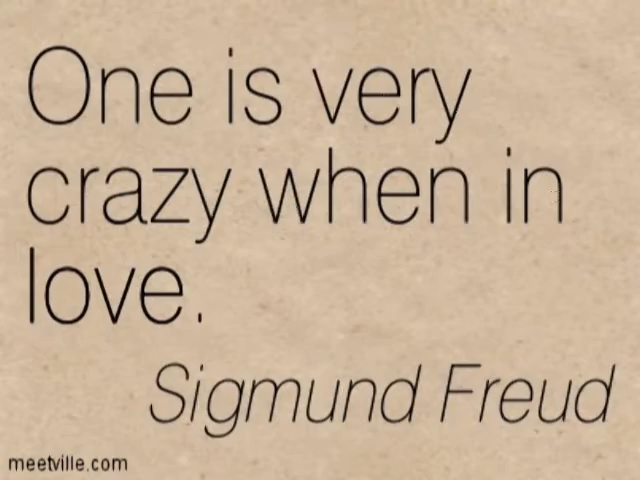 One is very
crazy when in
love.
Sigmund Freud
meetville.com